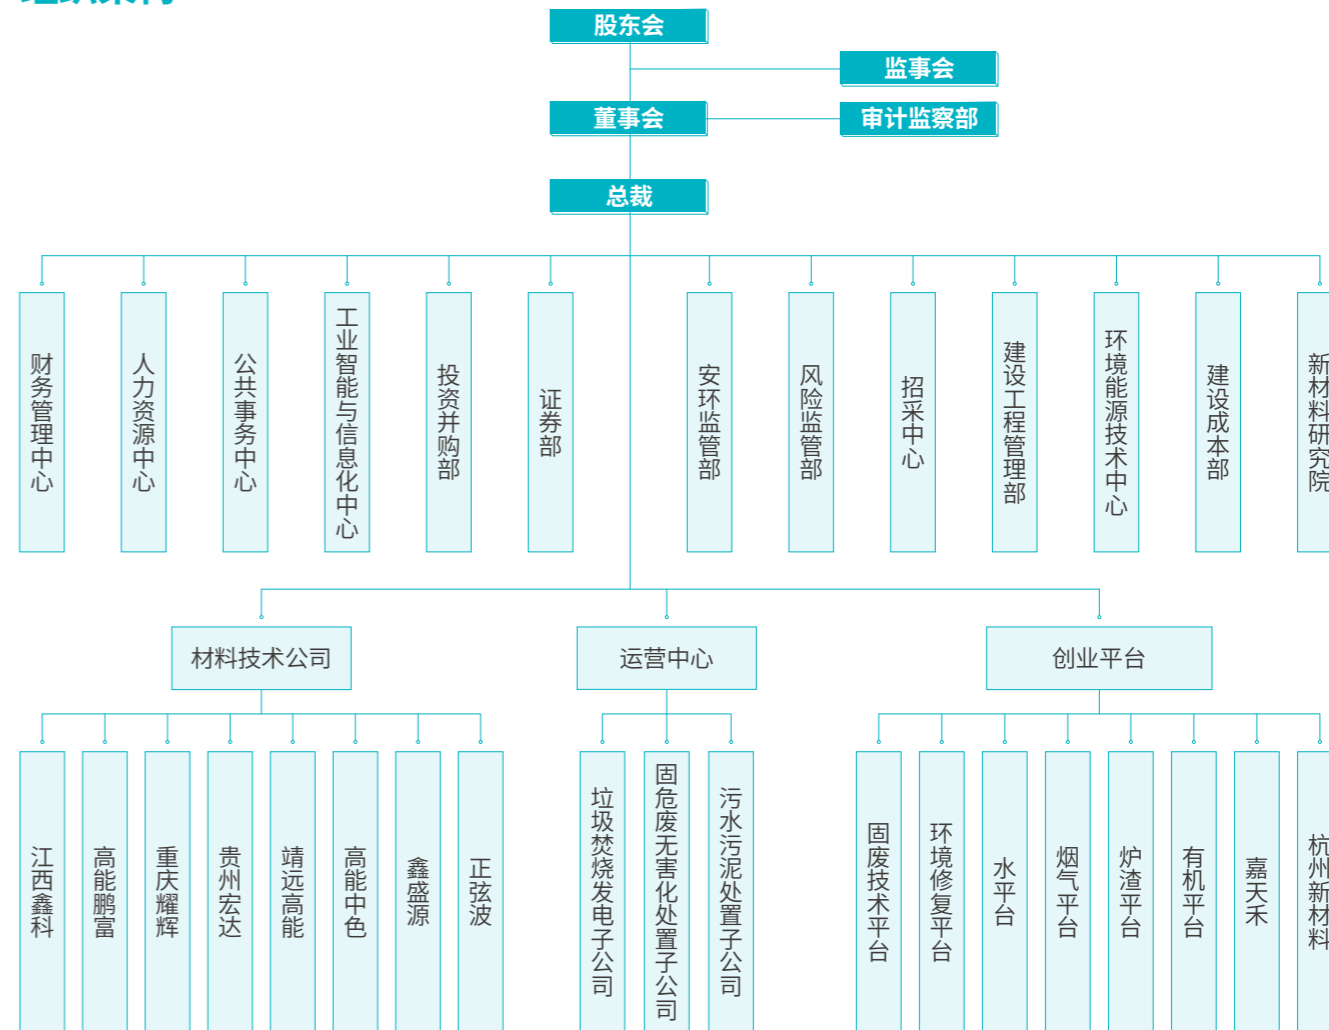 组织架构
股东会
监事会
董事会
审计监察部
总裁
财务管理中心
人力资源中心
公共事务中心
工业智能与信息化中心
投资并购部
证券部
安环监管部
风险监管部
招采中心
建设工程管理部
环境能源技术中心
建设成本部
新材料研究院
材料技术公司
运营中心
创业平台
江西鑫科
高能鹏富
重庆耀辉
贵州宏达
靖远高能
高能中色
鑫盛源
正弦波
垃圾焚烧发电子公司
固危废无害化处置子公司
污水污泥处置子公司
固废技术平台
环境修复平台
水平台
烟气平台
炉渣平台
有机平台
嘉天禾
杭州新材料